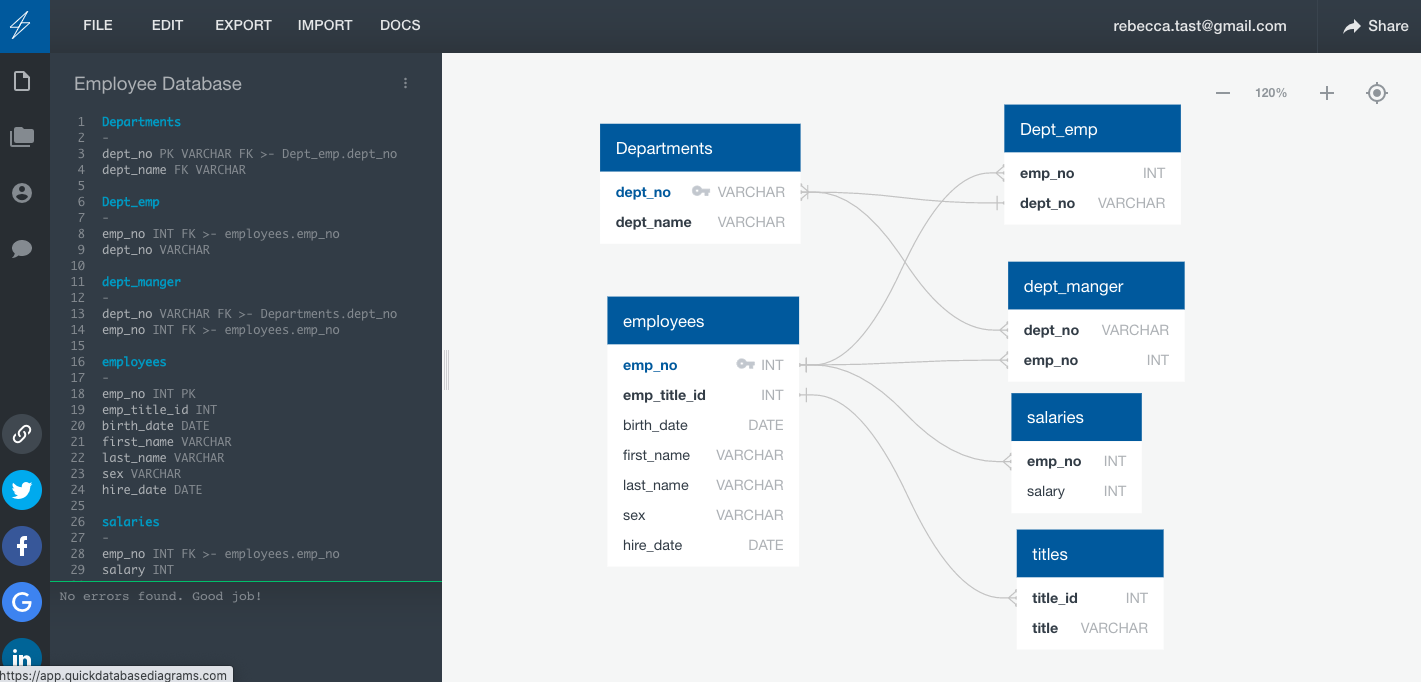 FILE EDIT EXPORT IMPORT DOCS rebecca.tast@gmail.com Share
Employee Database
1 Departments
2 -
3 dept_no PK VARCHAR FK >- Dept_emp.dept_no
4 dept_name FK VARCHAR
5
6 Dept_emp
7 -
8 emp_no INT FK >- employees.emp_no
9 dept_no VARCHAR
10
11 dept_manger
12 -
13 dept_no VARCHAR FK >- Departments.dept_no
14 emp_no INT FK >- employees.emp_no
15
16 employees
17 -
18 emp_no INT PK
19 emp_title_id INT
20 birth_date DATE
21 first_name VARCHAR
22 last_name VARCHAR
23 sex VARCHAR
24 hire_date DATE
25
26 salaries
27 -
28 emp_no INT FK >- employees.emp_no
29 salary INT
No errors found. Good job!
https://app.quickdatabasediagrams.com
120%
Departments
dept_no VARCHAR
dept_name VARCHAR
employees
emp_no INT
emp_title_id INT
birth_date DATE
first_name VARCHAR
last_name VARCHAR
sex VARCHAR
hire_date DATE
Dept_emp
emp_no INT
dept_no VARCHAR
dept_manger
dept_no VARCHAR
emp_no INT
salaries
emp_no INT
salary INT
titles
title_id INT
title VARCHAR